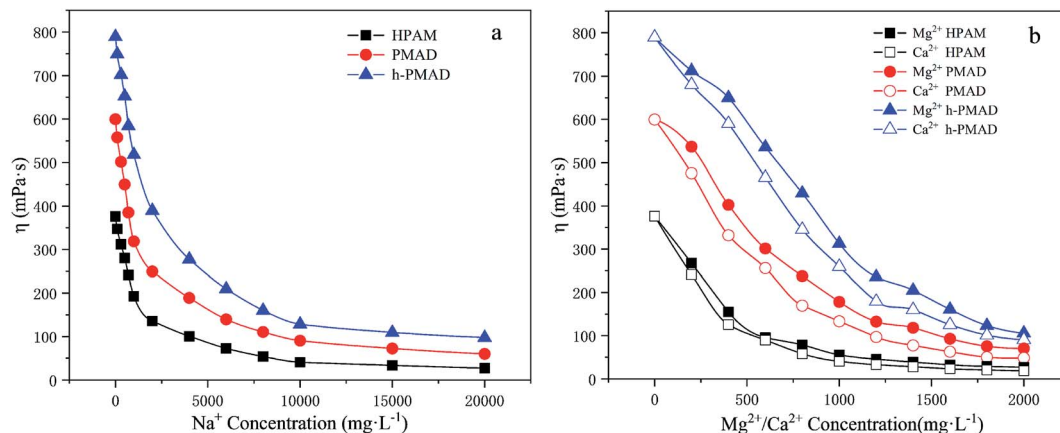 a
HPAM
PMAD
h-PMAD
800
700
600
500
400
300
200
100
0
η (mPa·s)
0 5000 10000 15000 20000
Na⁺ Concentration (mg·L⁻¹)
b
Mg²⁺ HPAM
Ca²⁺ HPAM
Mg²⁺ PMAD
Ca²⁺ PMAD
Mg²⁺ h-PMAD
Ca²⁺ h-PMAD
800
700
600
500
400
300
200
100
0
η (mPa·s)
0 500 1000 1500 2000
Mg²⁺/Ca²⁺ Concentration(mg·L⁻¹)